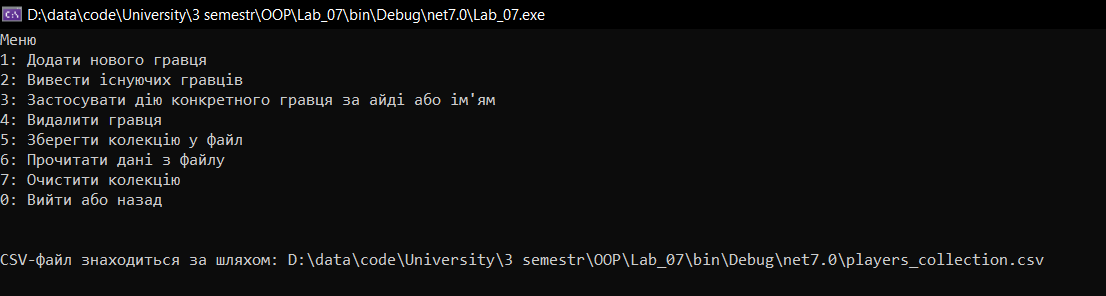 D:\data\code\University\3 semestr\OOP\Lab_07\bin\Debug\net7.0\Lab_07.exe
Меню
1: Додати нового гравця
2: Вивести існуючих гравців
3: Застосувати дію конкретного гравця за айді або ім'ям
4: Видалити гравця
5: Зберегти колекцію у файл
6: Прочитати дані з файлу
7: Очистити колекцію
0: Вийти або назад
CSV-файл знаходиться за шляхом: D:\data\code\University\3 semestr\OOP\Lab_07\bin\Debug\net7.0\players_collection.csv